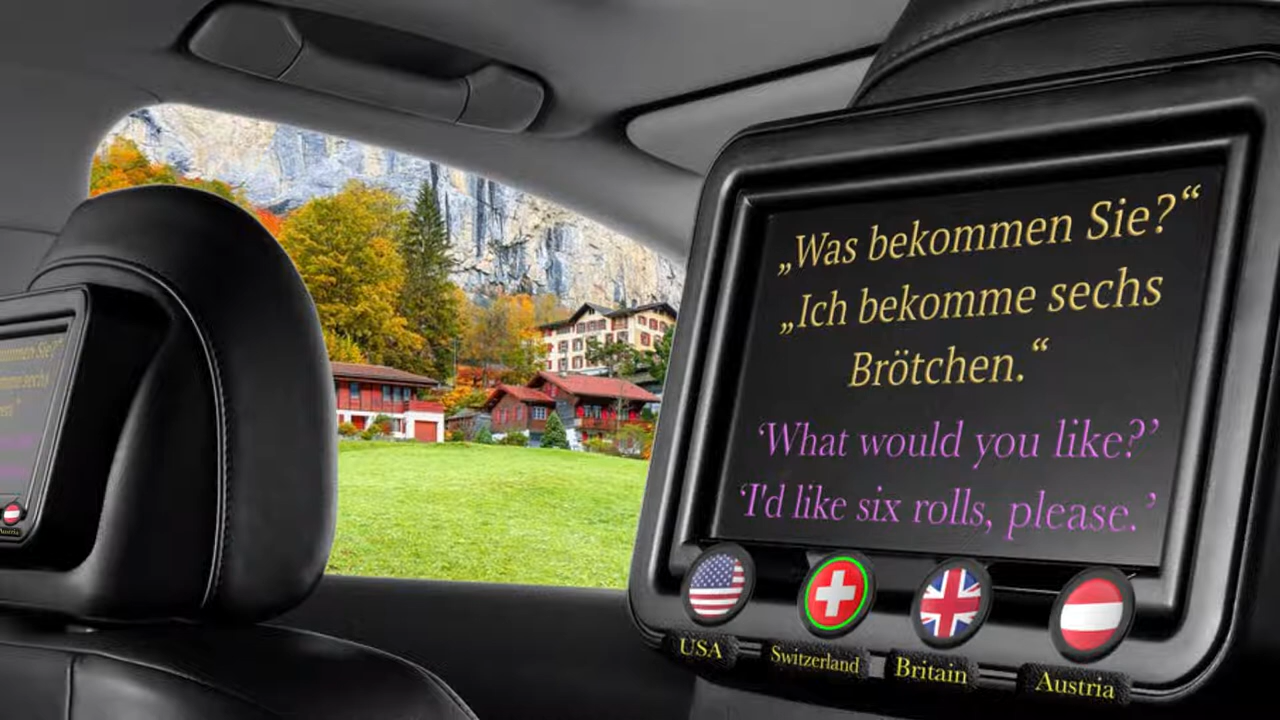 „Was bekommen Sie?“
„Ich bekomme sechs
Brötchen.“
‘What would you like?’
‘I'd like six rolls, please.’
USA
Switzerland
Britain
Austria
Austria